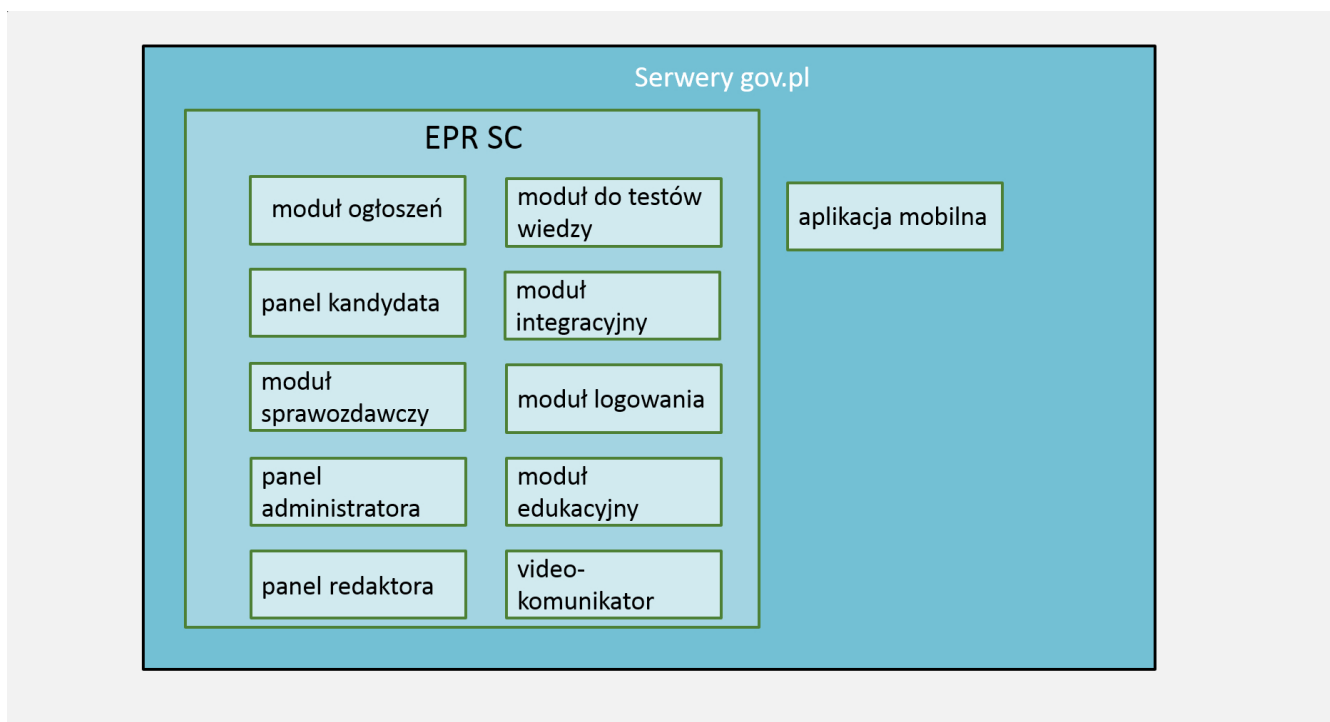 Serwery gov.pl
EPR SC
moduł ogłoszeń
moduł do testów
wiedzy
aplikacja mobilna
panel kandydata
moduł
integracyjny
moduł
sprawozdawczy
moduł logowania
panel
administratora
moduł
edukacyjny
panel redaktora
video-
komunikator